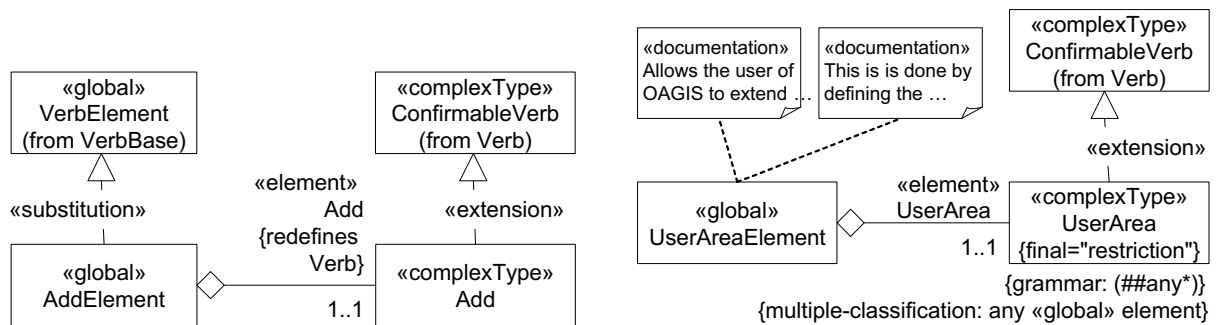 «global»
VerbElement
(from VerbBase)
«complexType»
ConfirmableVerb
(from Verb)
«substitution»
«element»
Add
{redefines
Verb}
1..1
«extension»
«global»
AddElement
«complexType»
Add
«documentation»
Allows the user of
OAGIS to extend …
«documentation»
This is is done by
defining the …
«complexType»
ConfirmableVerb
(from Verb)
«extension»
«global»
UserAreaElement
«element»
UserArea
1..1
«complexType»
UserArea
{final="restriction"}
{grammar: (##any*)}
{multiple-classification: any «global» element}